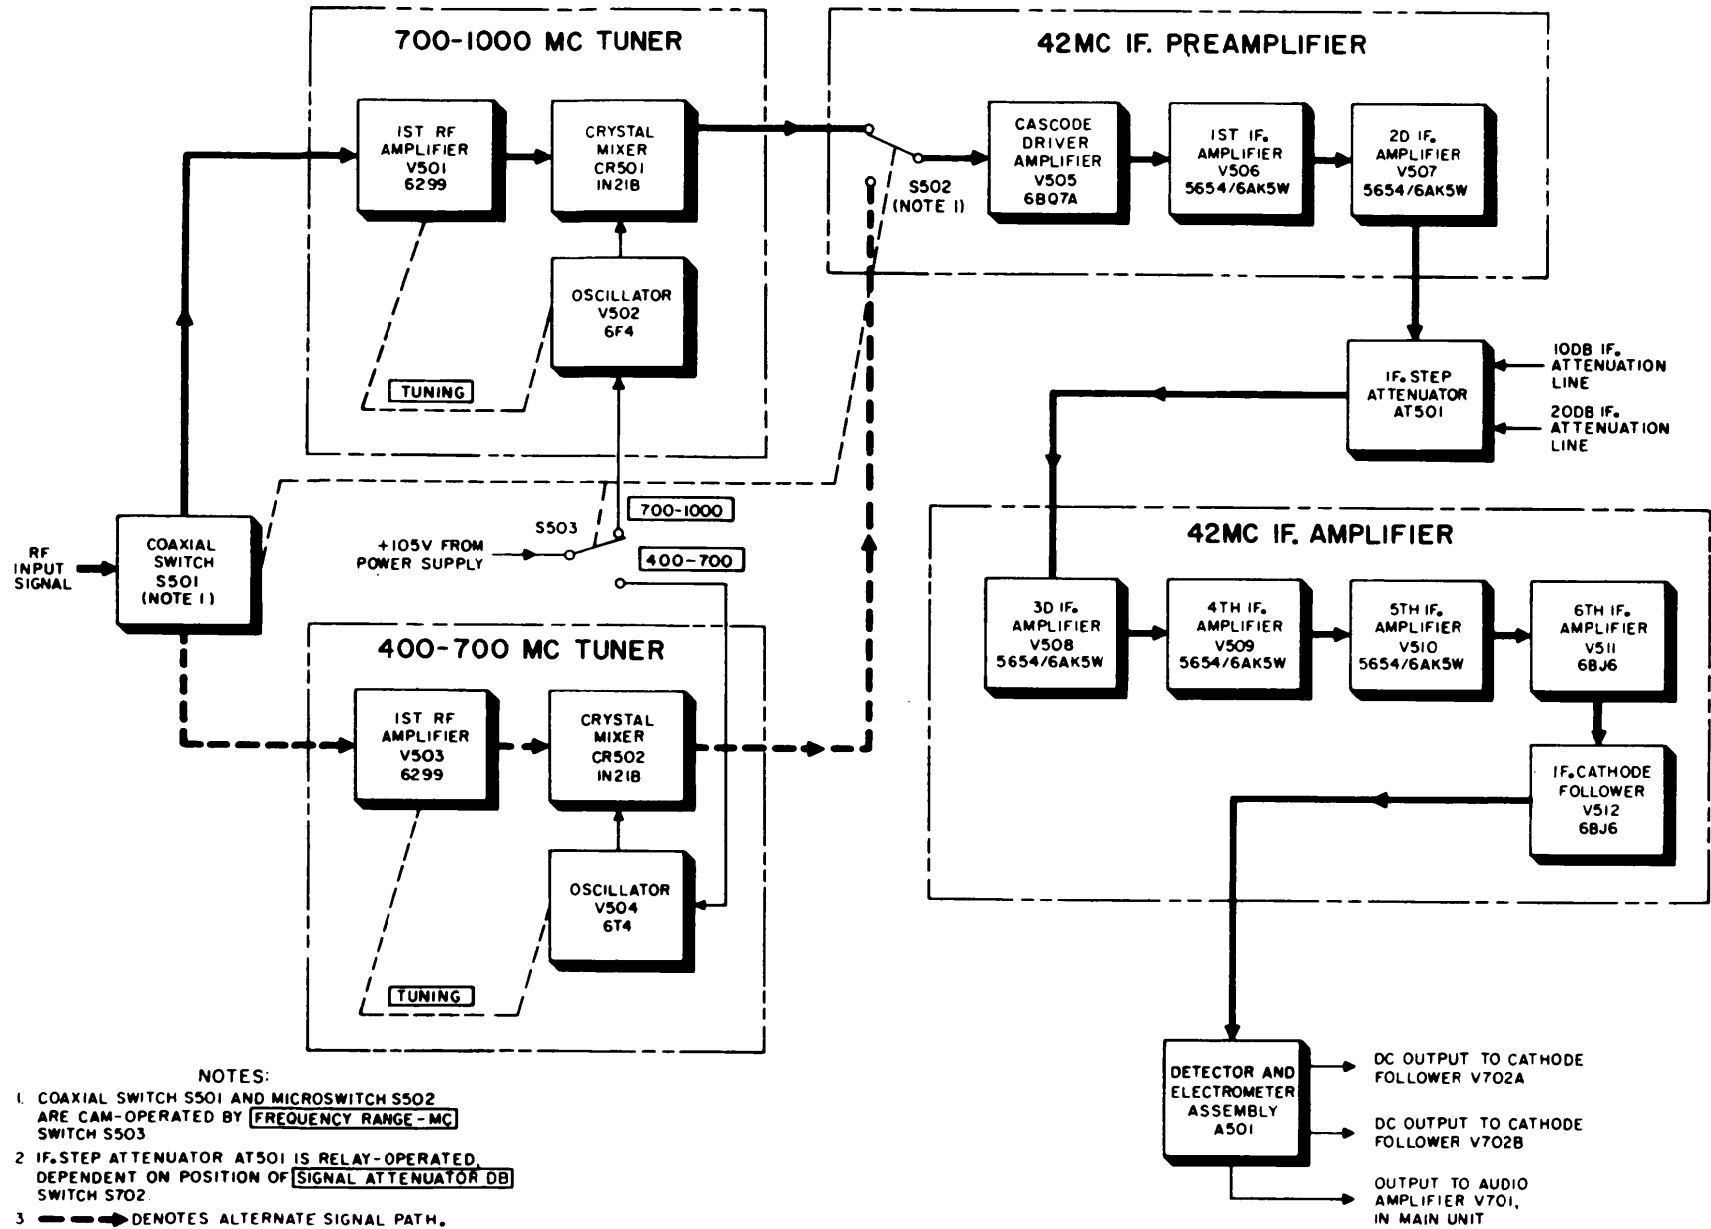 700-1000 MC TUNER
1ST RF
AMPLIFIER
V501
6299
CRYSTAL
MIXER
CR501
IN21B
OSCILLATOR
V502
6F4
TUNING
42MC IF. PREAMPLIFIER
S502
(NOTE 1)
CASCODE
DRIVER
AMPLIFIER
V505
6BQ7A
1ST IF.
AMPLIFIER
V506
5654/6AK5W
2D IF.
AMPLIFIER
V507
5654/6AK5W
IF. STEP
ATTENUATOR
AT501
10DB IF.
ATTENUATION
LINE
20DB IF.
ATTENUATION
LINE
RF
INPUT
SIGNAL
COAXIAL
SWITCH
S501
(NOTE 1)
S503
+105V FROM
POWER SUPPLY
700-1000
400-700
400-700 MC TUNER
1ST RF
AMPLIFIER
V503
6299
CRYSTAL
MIXER
CR502
IN21B
OSCILLATOR
V504
6T4
TUNING
42MC IF. AMPLIFIER
3D IF.
AMPLIFIER
V508
5654/6AK5W
4TH IF.
AMPLIFIER
V509
5654/6AK5W
5TH IF.
AMPLIFIER
V510
5654/6AK5W
6TH IF.
AMPLIFIER
V511
6BJ6
IF. CATHODE
FOLLOWER
V512
6BJ6
DETECTOR AND
ELECTROMETER
ASSEMBLY
A501
DC OUTPUT TO CATHODE
FOLLOWER V702A
DC OUTPUT TO CATHODE
FOLLOWER V702B
OUTPUT TO AUDIO
AMPLIFIER V701,
IN MAIN UNIT
NOTES:
1. COAXIAL SWITCH S501 AND MICROSWITCH S502
ARE CAM-OPERATED BY FREQUENCY RANGE-MC
SWITCH S503
2 IF. STEP ATTENUATOR AT501 IS RELAY-OPERATED,
DEPENDENT ON POSITION OF SIGNAL ATTENUATOR DB
SWITCH S702.
3 DENOTES ALTERNATE SIGNAL PATH.